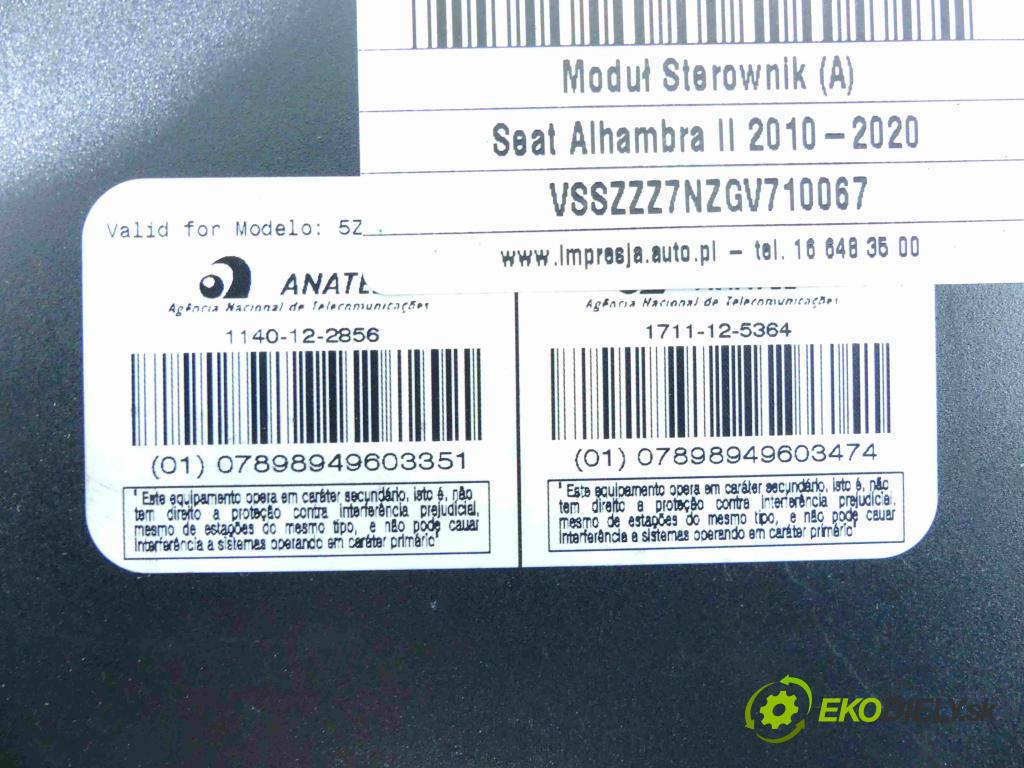 Moduł Sterownik (A)
Seat Alhambra II 2010 – 2020
VSSZZZ7NZGV710067
www.impresja.auto.pl – tel. 16 648 35 00
Valid for Modelo: 5Z
ANATEL
Agência Nacional de Telecomunicações
1140-12-2856
(01) 07898949603351
"Este equipamento opera em caráter secundário, isto é, não
tem direito a proteção contra interferência prejudicial,
mesmo de estações do mesmo tipo, e não pode cauar
interferência a sistemas operando em caráter primário"
Agência Nacional de Telecomunicações
1711-12-5364
(01) 07898949603474
"Este equipamento opera em caráter secundário, isto é, não
tem direito a proteção contra interferência prejudicial,
mesmo de estações do mesmo tipo, e não pode cauar
interferência a sistemas operando em caráter primário"
EKODIELY.sk